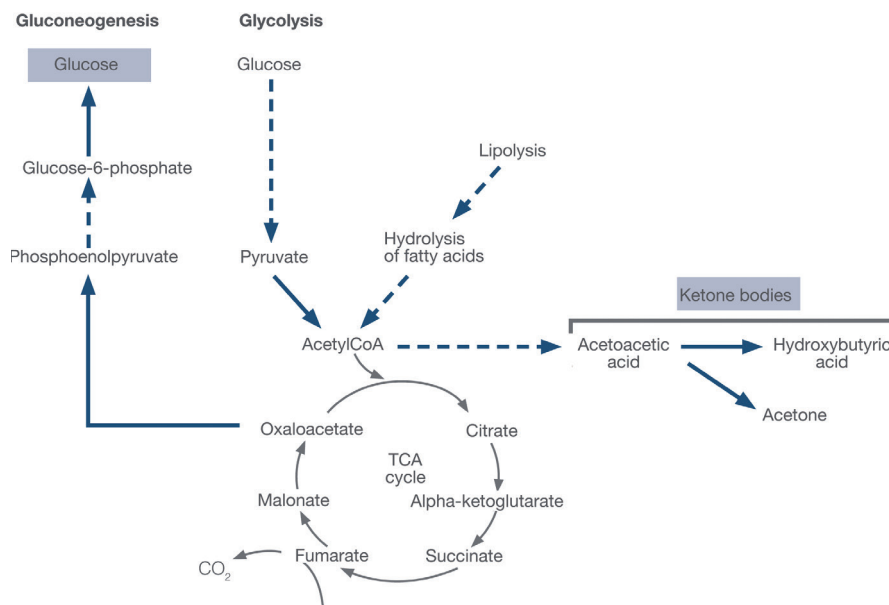 Gluconeogenesis
Glycolysis
Glucose
Glucose
Lipolysis
Glucose-6-phosphate
Phosphoenolpyruvate
Pyruvate
Hydrolysis
of fatty acids
Ketone bodies
AcetylCoA
Acetoacetic
acid
Hydroxybutyric
acid
Acetone
Oxaloacetate
Citrate
TCA
cycle
Malonate
Alpha-ketoglutarate
Fumarate
Succinate
CO2